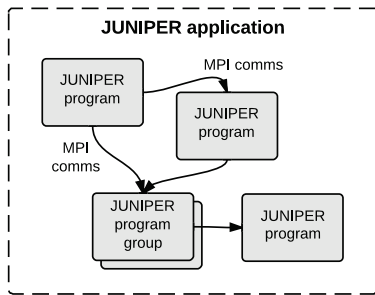 JUNIPER application
JUNIPER
program
MPI comms
JUNIPER
program
MPI
comms
JUNIPER
program
group
JUNIPER
program